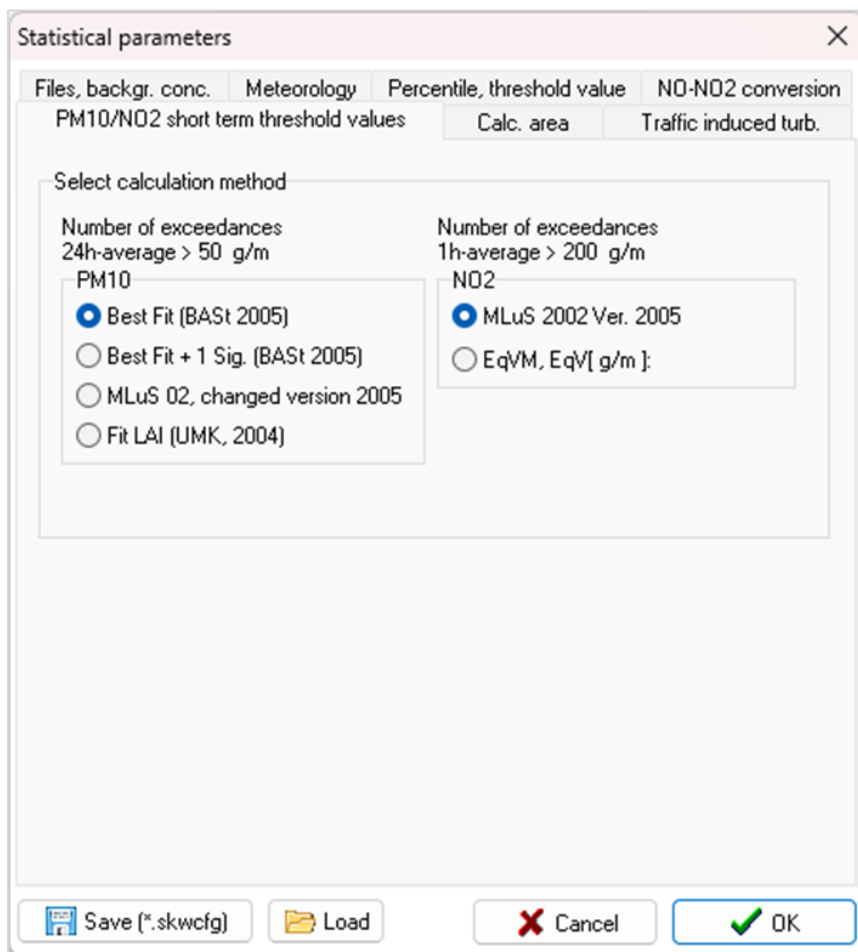 Statistical parameters
Files, backgr. conc. Meteorology Percentile, threshold value NO-NO2 conversion
PM10/NO2 short term threshold values Calc. area Traffic induced turb.
Select calculation method
Number of exceedances
24h-average > 50 g/m
PM10
Best Fit (BASt 2005)
Best Fit + 1 Sig. (BASt 2005)
MLuS 02, changed version 2005
Fit LAI (UMK, 2004)
Number of exceedances
1h-average > 200 g/m
NO2
MLuS 2002 Ver. 2005
EqVM, EqV[ g/m ]:
Save (*.skwcfg) Load Cancel OK